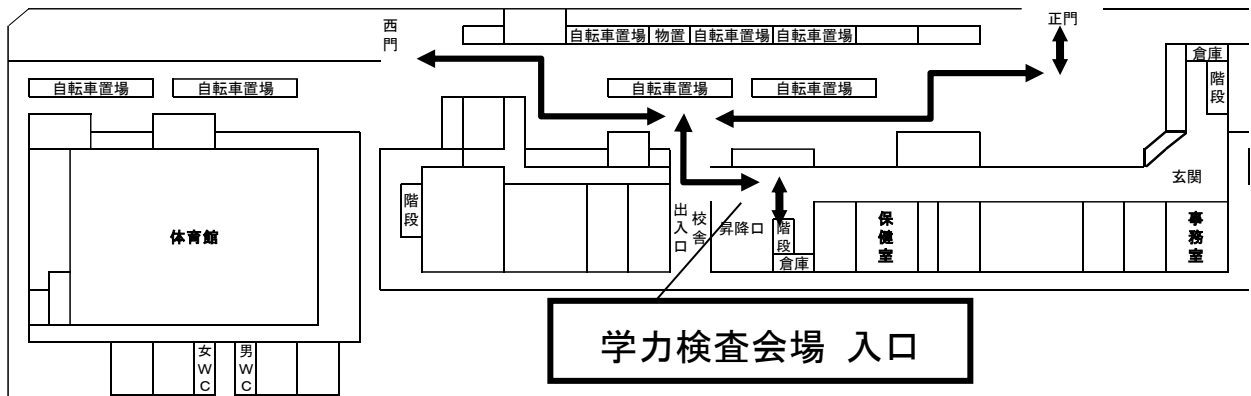 西門
正門
自転車置場 物置 自転車置場 自転車置場
倉庫
階段
自転車置場 自転車置場 自転車置場 自転車置場
玄関
階段
出入口
校舎
昇降口
階段
倉庫
保健室
事務室
体育館
学力検査会場 入口
女WC
男WC